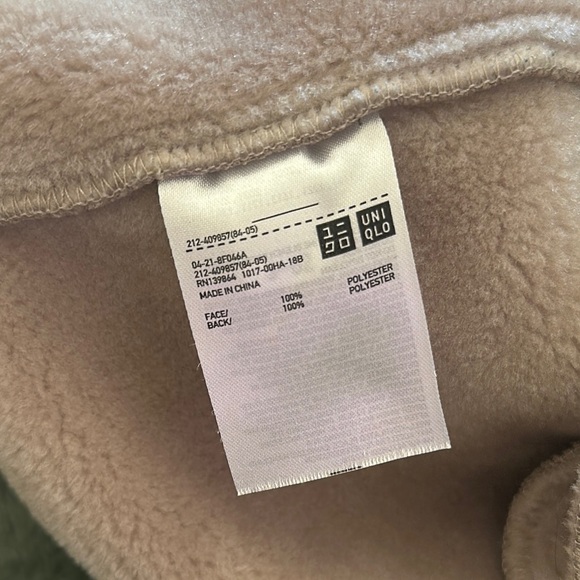 212-409857(84-05)
ユニ
クロ
UNI
QLO
04-21-8F046A
212-409857(84-05)
RN139864 1017-00HA-18B
MADE IN CHINA
FACE/ 100% POLYESTER
BACK/ 100% POLYESTER